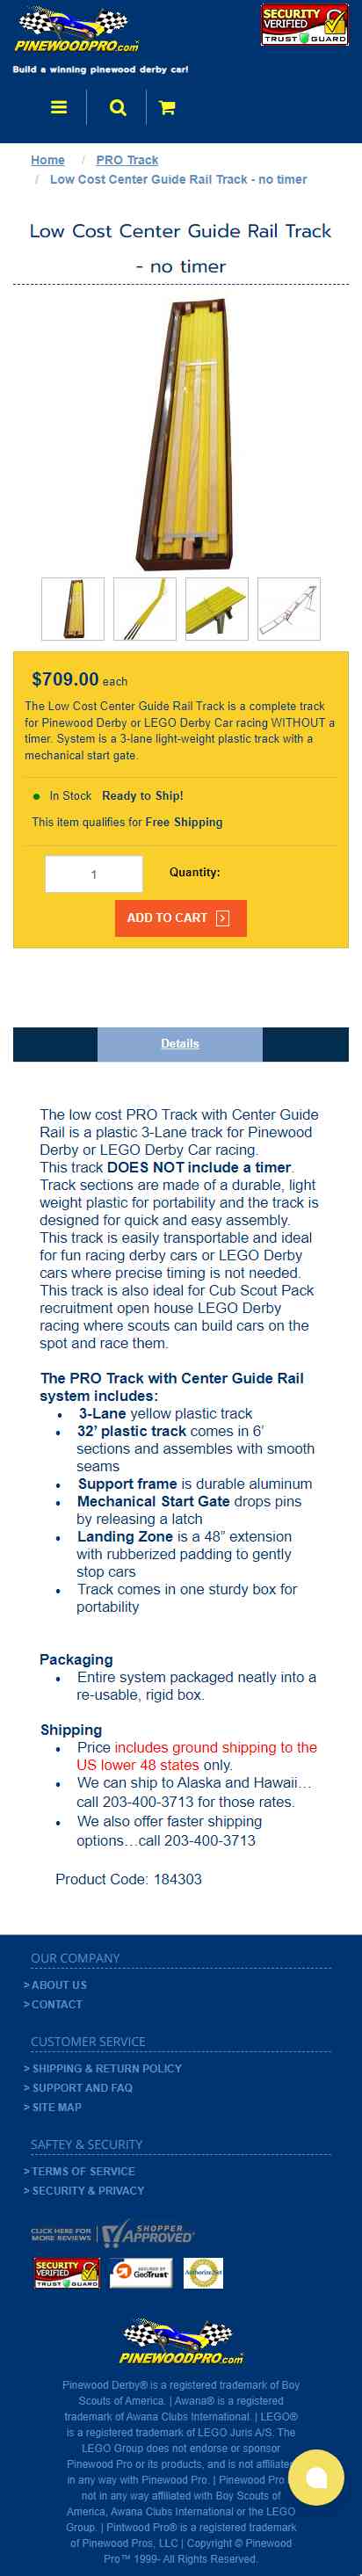 PINEWOODPRO.com
SECURITY
VERIFIED
TRUST GUARD
Build a winning pinewood derby car!
Home / PRO Track
/ Low Cost Center Guide Rail Track - no timer
Low Cost Center Guide Rail Track
- no timer
$709.00 each
The Low Cost Center Guide Rail Track is a complete track
for Pinewood Derby or LEGO Derby Car racing WITHOUT a
timer. System is a 3-lane light-weight plastic track with a
mechanical start gate.
In Stock Ready to Ship!
This item qualifies for Free Shipping
1 Quantity:
ADD TO CART
Details
The low cost PRO Track with Center Guide
Rail is a plastic 3-Lane track for Pinewood
Derby or LEGO Derby Car racing.
This track DOES NOT include a timer.
Track sections are made of a durable, light
weight plastic for portability and the track is
designed for quick and easy assembly.
This track is easily transportable and ideal
for fun racing derby cars or LEGO Derby
cars where precise timing is not needed.
This track is also ideal for Cub Scout Pack
recruitment open house LEGO Derby
racing where scouts can build cars on the
spot and race them.
The PRO Track with Center Guide Rail
system includes:
• 3-Lane yellow plastic track
• 32’ plastic track comes in 6’
sections and assembles with smooth
seams
• Support frame is durable aluminum
• Mechanical Start Gate drops pins
by releasing a latch
• Landing Zone is a 48” extension
with rubberized padding to gently
stop cars
• Track comes in one sturdy box for
portability
Packaging
• Entire system packaged neatly into a
re-usable, rigid box.
Shipping
• Price includes ground shipping to the
US lower 48 states only.
• We can ship to Alaska and Hawaii…
call 203-400-3713 for those rates.
• We also offer faster shipping
options…call 203-400-3713
Product Code: 184303
OUR COMPANY
> ABOUT US
> CONTACT
CUSTOMER SERVICE
> SHIPPING & RETURN POLICY
> SUPPORT AND FAQ
> SITE MAP
SAFTEY & SECURITY
> TERMS OF SERVICE
> SECURITY & PRIVACY
CLICK HERE FOR MORE REVIEWS SHOPPER APPROVED®
SECURITY
VERIFIED
TRUST GUARD
SECURED BY
GeoTrust
Authorize.Net
PINEWOODPRO.com
Pinewood Derby® is a registered trademark of Boy
Scouts of America. | Awana® is a registered
trademark of Awana Clubs International. | LEGO®
is a registered trademark of LEGO Juris A/S. The
LEGO Group does not endorse or sponsor
Pinewood Pro or its products, and is not affiliated
in any way with Pinewood Pro. | Pinewood Pro
not in any way affiliated with Boy Scouts of
America, Awana Clubs International or the LEGO
Group. | Pintwood Pro® is a registered trademark
of Pinewood Pros, LLC | Copyright © Pinewood
Pro™ 1999- All Rights Reserved.